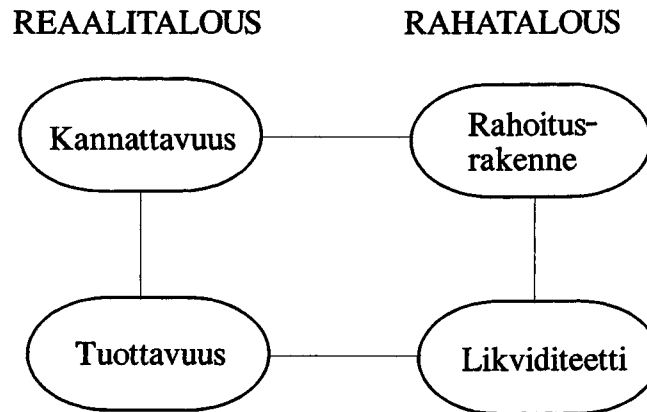 REAALITALOUS
RAHATALOUS
Kannattavuus
Rahoitus-
rakenne
Tuottavuus
Likviditeetti